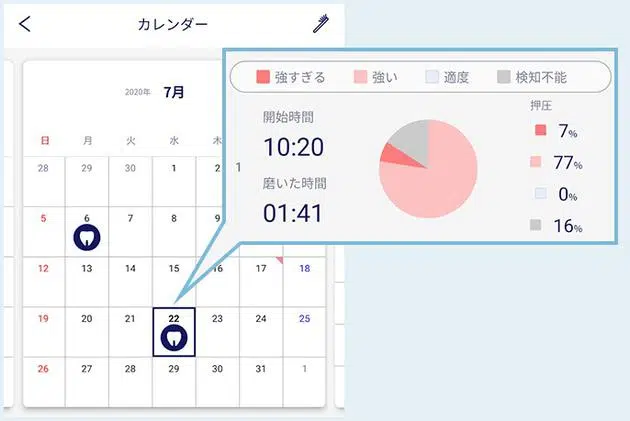 カレンダー
2020年 7月
日 月 火 水 木
28 29 30 1 2
5 6 7 8 9
12 13 14 15 16 17 18
19 20 21 22 23 24 25
26 27 28 29 30 31 1
強すぎる 強い 適度 検知不能
開始時間
10:20
磨いた時間
01:41
1
押圧
7%
77%
0%
16%